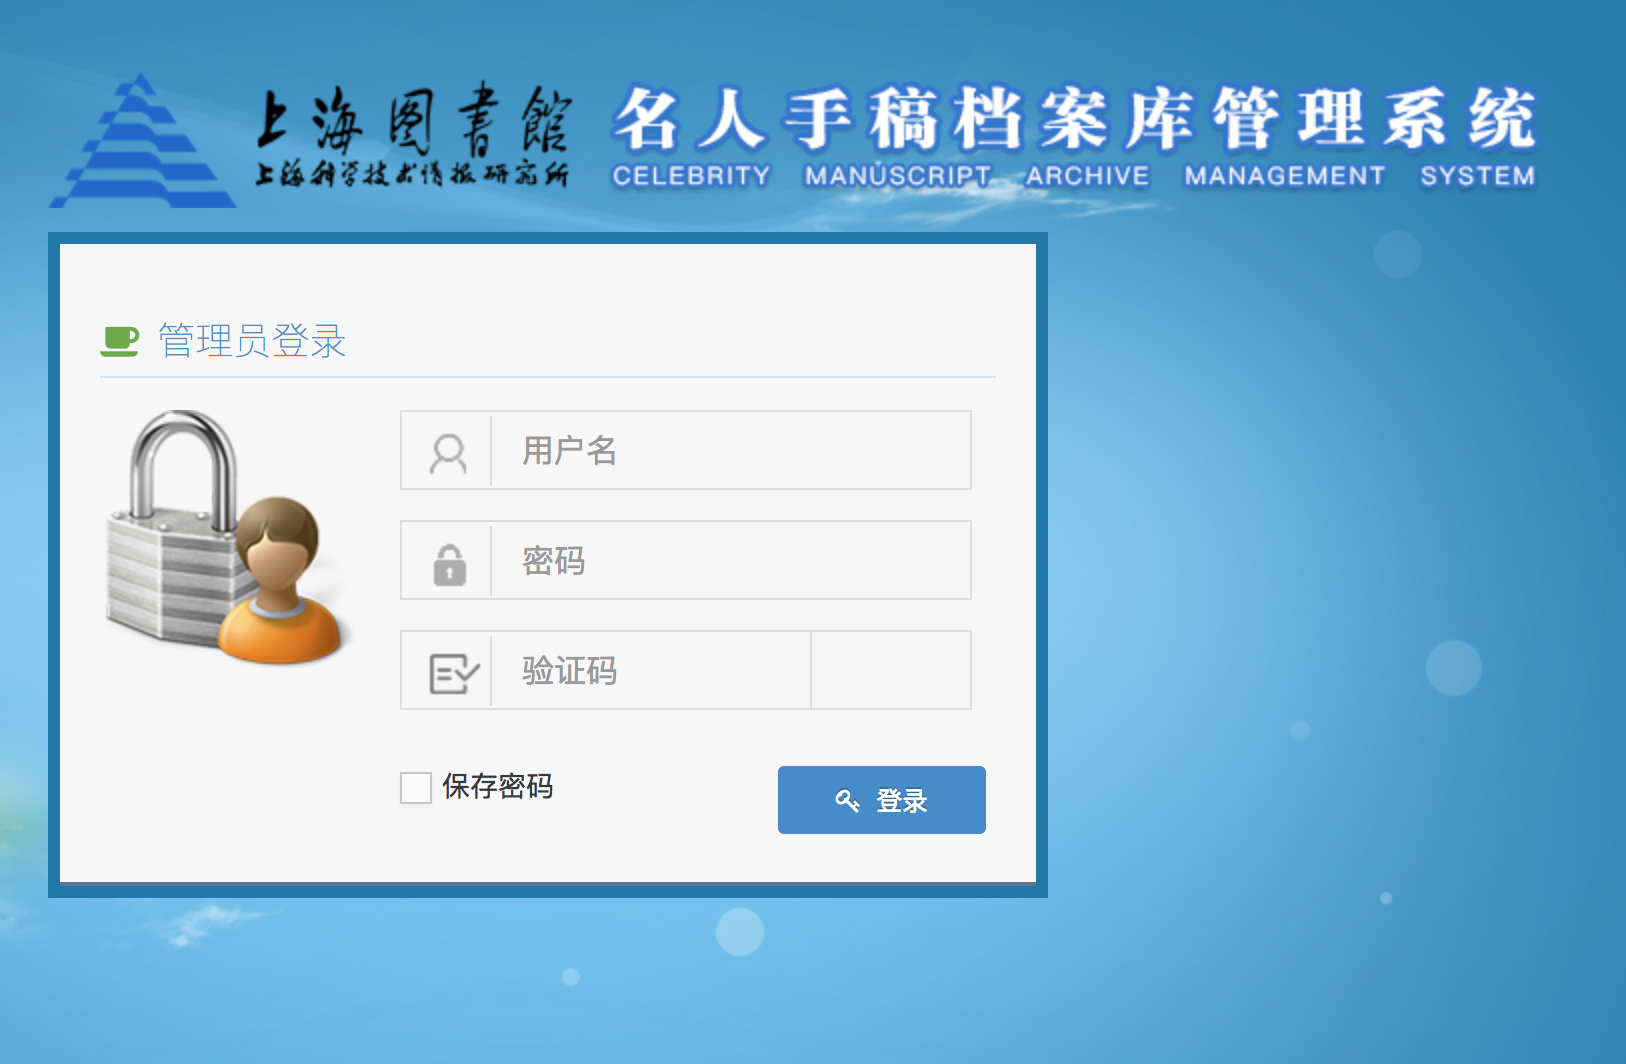 上海图書館
上海科学技术情报研究所
名人手稿档案库管理系统
CELEBRITY MANUSCRIPT ARCHIVE MANAGEMENT SYSTEM
管理员登录
用户名
密码
验证码
保存密码
登录